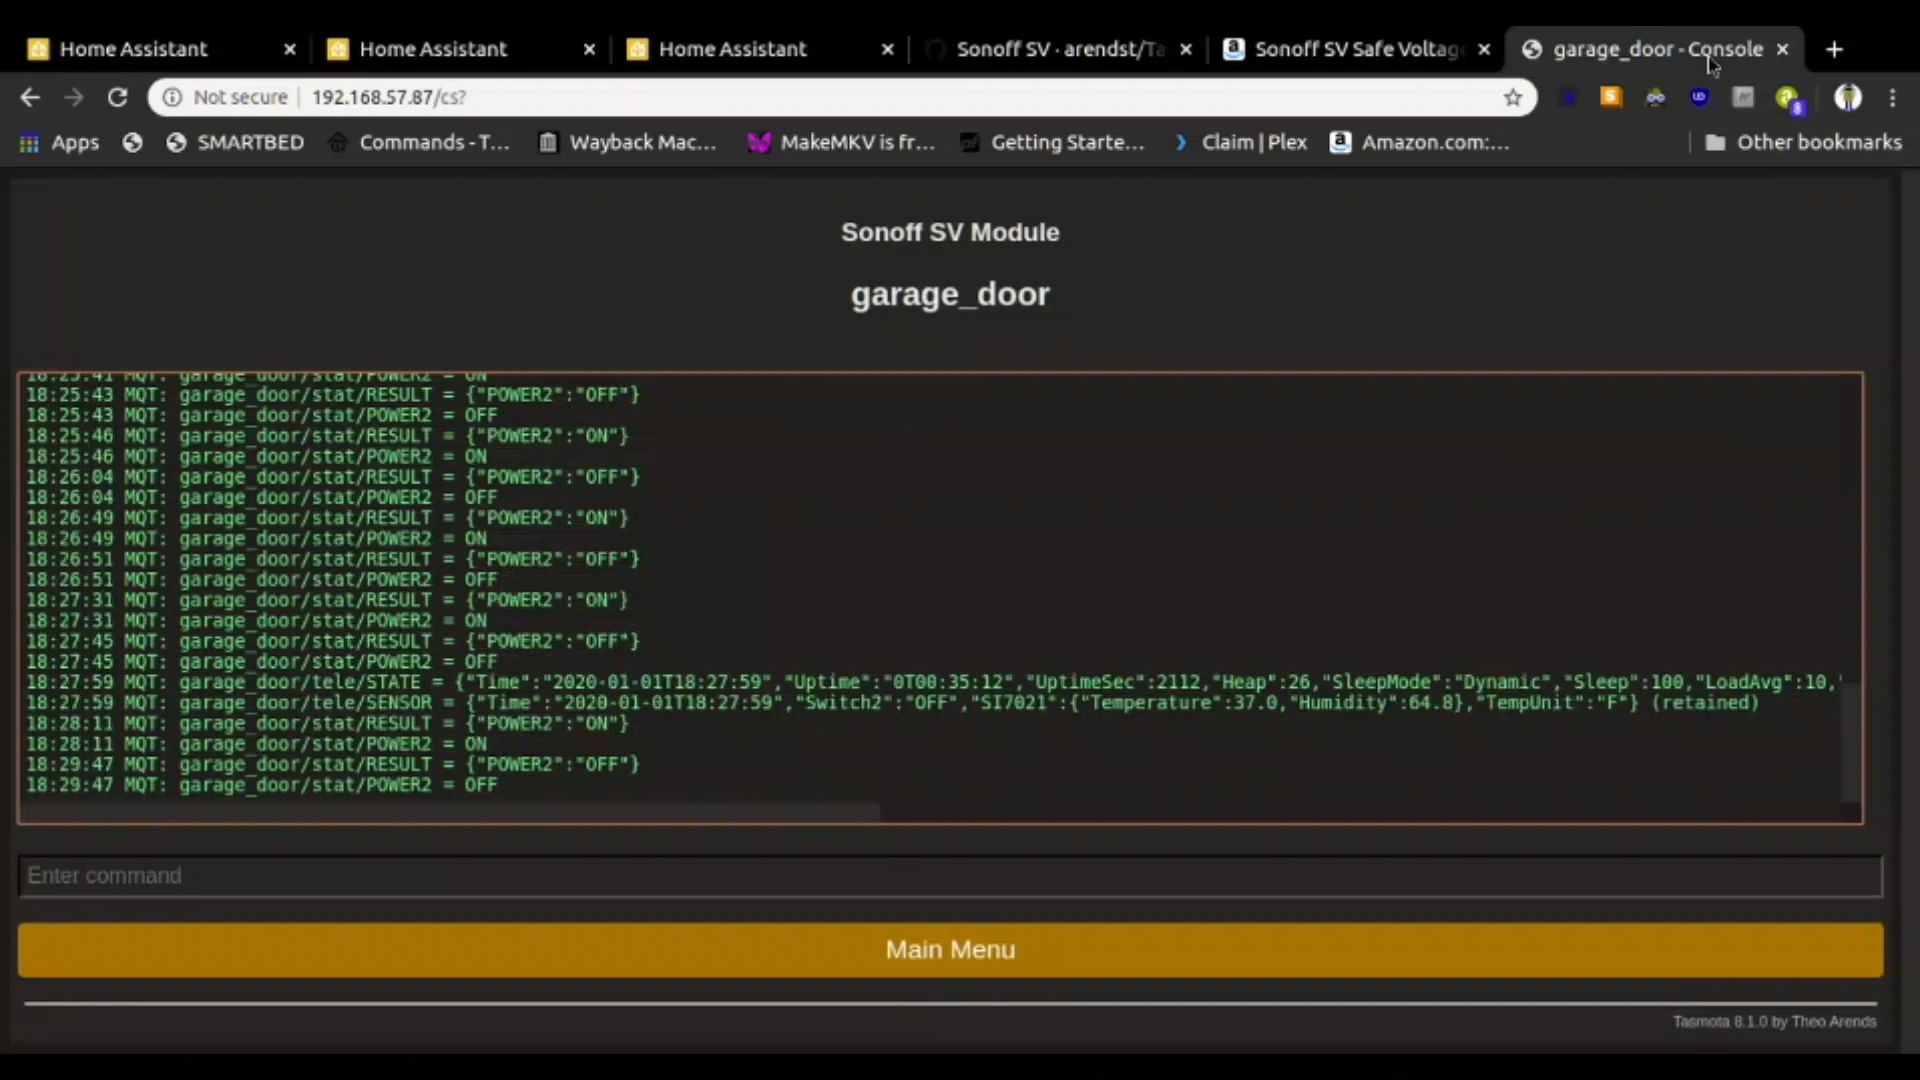 Home Assistant
Home Assistant
Home Assistant
Sonoff SV · arendst/Ta
Sonoff SV Safe Voltag
garage_door - Console
Not secure
192.168.57.87/cs?
Apps
SMARTBED
Commands - T...
Wayback Mac...
MakeMKV is fr...
Getting Starte...
Claim | Plex
Amazon.com:...
Other bookmarks
Sonoff SV Module
garage_door
18:25:41 MQT: garage_door/stat/POWER2 = ON
18:25:43 MQT: garage_door/stat/RESULT = {"POWER2":"OFF"}
18:25:43 MQT: garage_door/stat/POWER2 = OFF
18:25:46 MQT: garage_door/stat/RESULT = {"POWER2":"ON"}
18:25:46 MQT: garage_door/stat/POWER2 = ON
18:26:04 MQT: garage_door/stat/RESULT = {"POWER2":"OFF"}
18:26:04 MQT: garage_door/stat/POWER2 = OFF
18:26:49 MQT: garage_door/stat/RESULT = {"POWER2":"ON"}
18:26:49 MQT: garage_door/stat/POWER2 = ON
18:26:51 MQT: garage_door/stat/RESULT = {"POWER2":"OFF"}
18:26:51 MQT: garage_door/stat/POWER2 = OFF
18:27:31 MQT: garage_door/stat/RESULT = {"POWER2":"ON"}
18:27:31 MQT: garage_door/stat/POWER2 = ON
18:27:45 MQT: garage_door/stat/RESULT = {"POWER2":"OFF"}
18:27:45 MQT: garage_door/stat/POWER2 = OFF
18:27:59 MQT: garage_door/tele/STATE = {"Time":"2020-01-01T18:27:59","Uptime":"0T00:35:12","UptimeSec":2112,"Heap":26,"SleepMode":"Dynamic","Sleep":100,"LoadAvg":10,
18:27:59 MQT: garage_door/tele/SENSOR = {"Time":"2020-01-01T18:27:59","Switch2":"OFF","SI7021":{"Temperature":37.0,"Humidity":64.8},"TempUnit":"F"} (retained)
18:28:11 MQT: garage_door/stat/RESULT = {"POWER2":"ON"}
18:28:11 MQT: garage_door/stat/POWER2 = ON
18:29:47 MQT: garage_door/stat/RESULT = {"POWER2":"OFF"}
18:29:47 MQT: garage_door/stat/POWER2 = OFF
Enter command
Main Menu
Tasmota 8.1.0 by Theo Arends